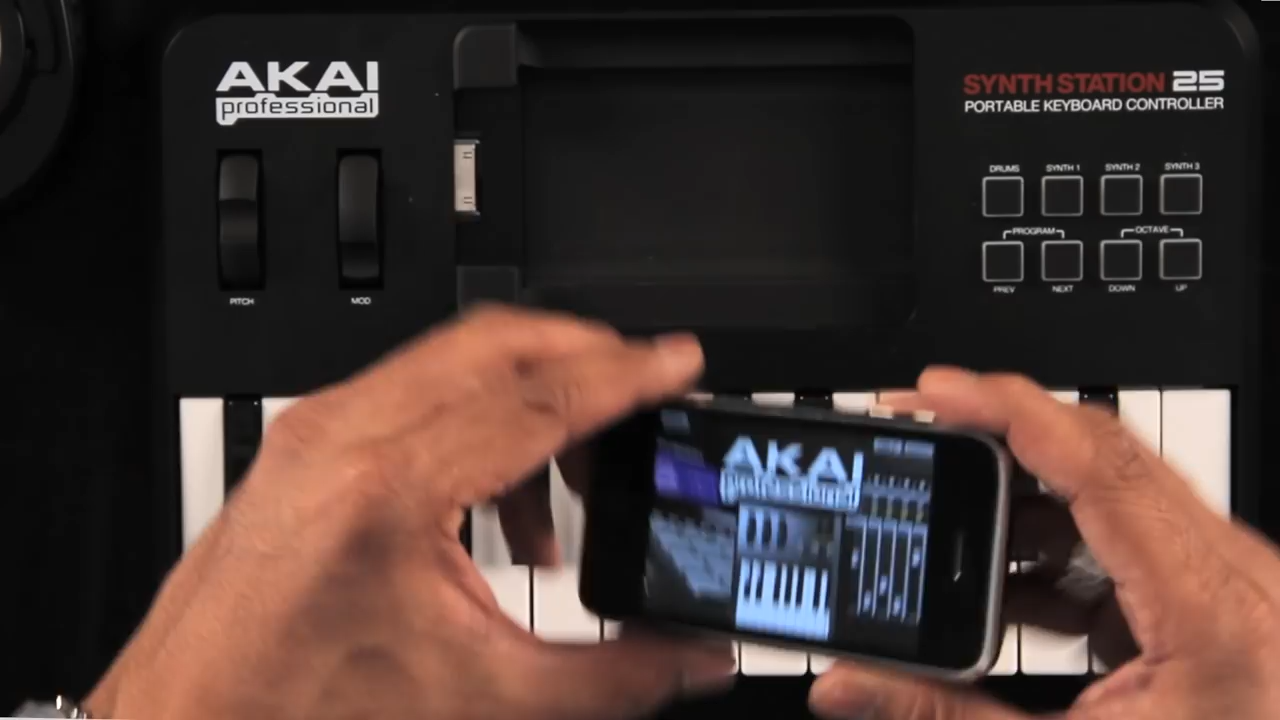 AKAI
professional
SYNTH STATION 25
PORTABLE KEYBOARD CONTROLLER
DRUMS SYNTH 1 SYNTH 2 SYNTH 3
PROGRAM OCTAVE
PREV NEXT DOWN UP
PITCH MOD
AKAI
professional